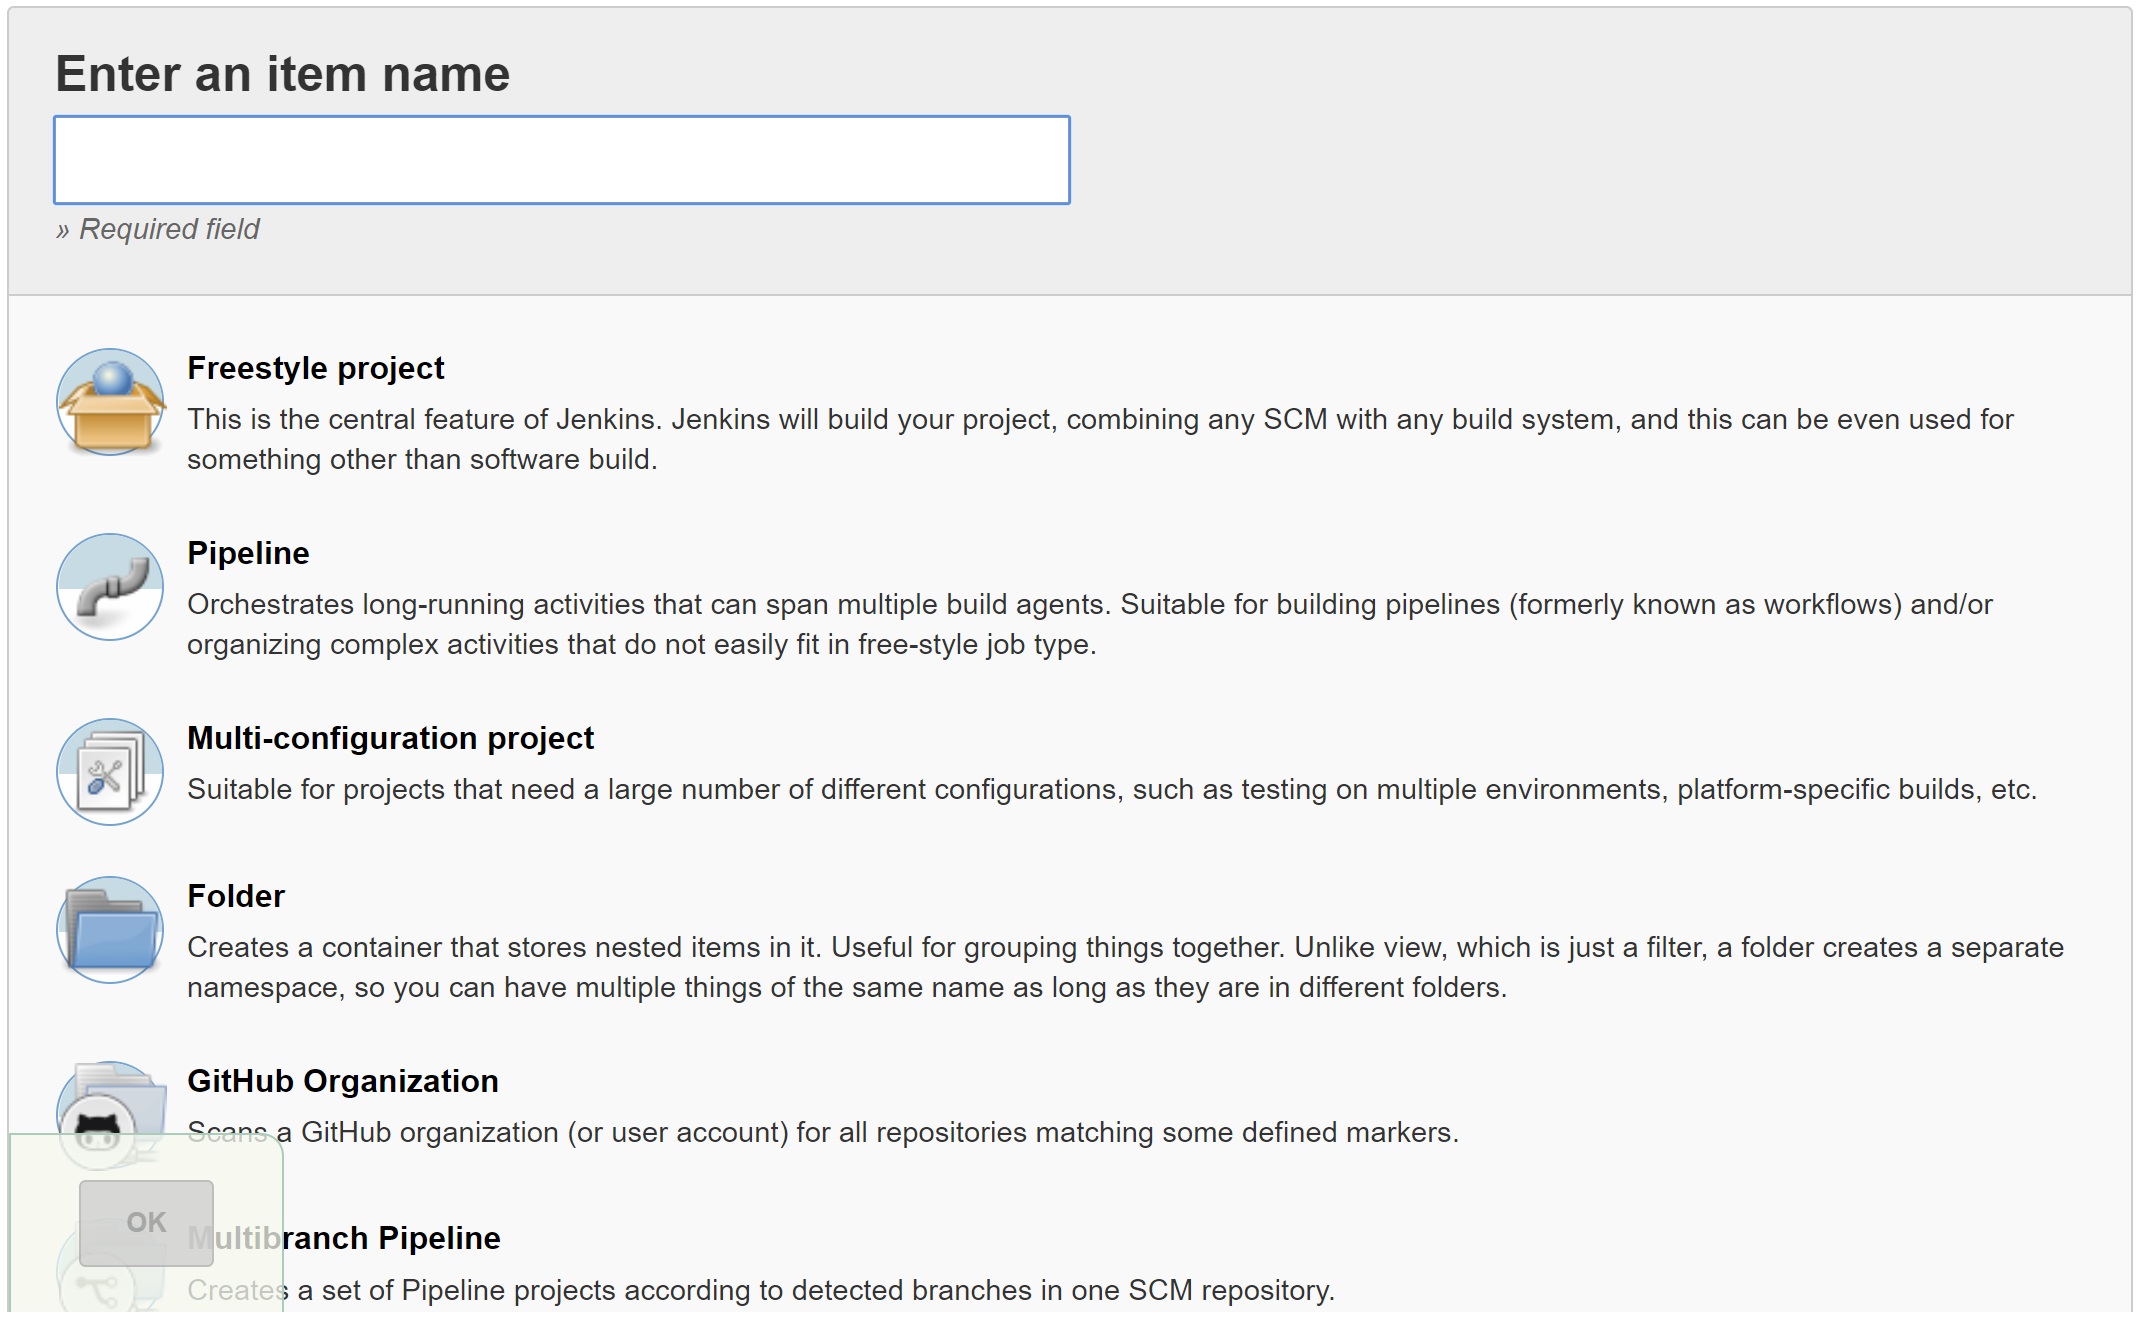 Enter an item name
» Required field
Freestyle project
This is the central feature of Jenkins. Jenkins will build your project, combining any SCM with any build system, and this can be even used for
something other than software build.
Pipeline
Orchestrates long-running activities that can span multiple build agents. Suitable for building pipelines (formerly known as workflows) and/or
organizing complex activities that do not easily fit in free-style job type.
Multi-configuration project
Suitable for projects that need a large number of different configurations, such as testing on multiple environments, platform-specific builds, etc.
Folder
Creates a container that stores nested items in it. Useful for grouping things together. Unlike view, which is just a filter, a folder creates a separate
namespace, so you can have multiple things of the same name as long as they are in different folders.
GitHub Organization
Scans a GitHub organization (or user account) for all repositories matching some defined markers.
OK
Multibranch Pipeline
Creates a set of Pipeline projects according to detected branches in one SCM repository.